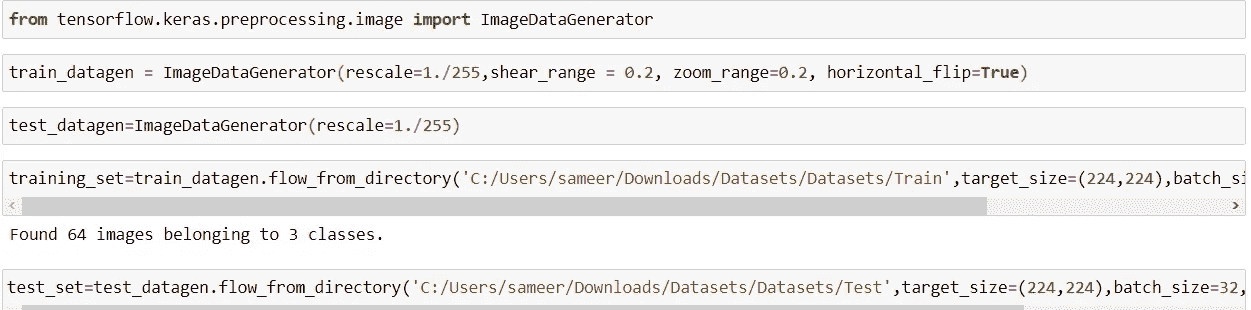 from tensorflow.keras.preprocessing.image import ImageDataGenerator
train_datagen = ImageDataGenerator(rescale=1./255,shear_range = 0.2, zoom_range=0.2, horizontal_flip=True)
test_datagen=ImageDataGenerator(rescale=1./255)
training_set=train_datagen.flow_from_directory('C:/Users/sameer/Downloads/Datasets/Datasets/Train',target_size=(224,224),batch_si
Found 64 images belonging to 3 classes.
test_set=test_datagen.flow_from_directory('C:/Users/sameer/Downloads/Datasets/Datasets/Test',target_size=(224,224),batch_size=32,